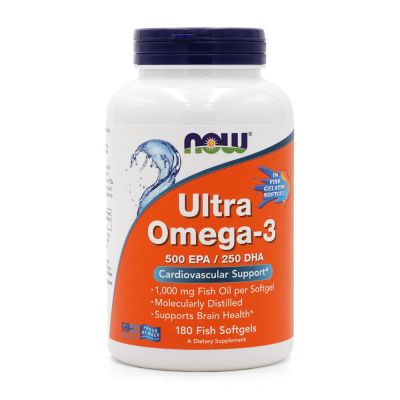 now
IN
FISH
GELATIN
SOFTGEL
Ultra
Omega-3
500 EPA / 250 DHA
Cardiovascular Support*
• 1,000 mg Fish Oil per Softgel
• Molecularly Distilled
• Supports Brain Health*
180 Fish Softgels
A Dietary Supplement